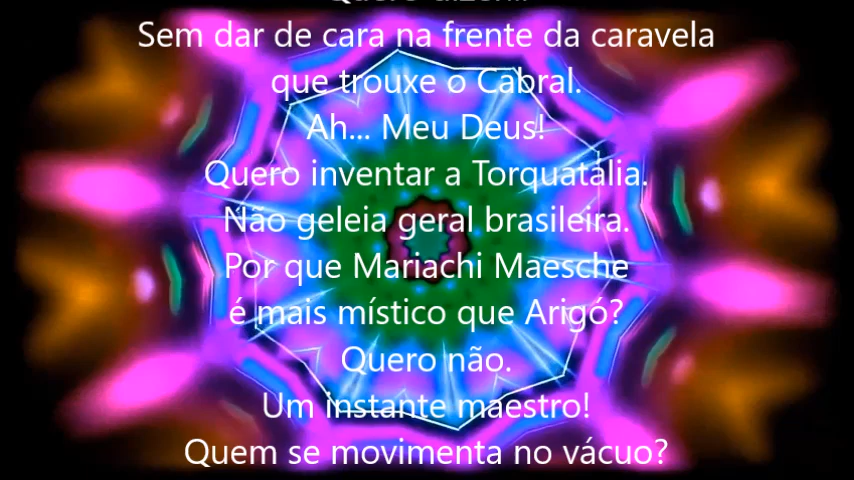 Sem dar de cara na frente da caravela
que trouxe o Cabral.
Ah... Meu Deus!
Quero inventar a Torquatália.
Não geleia geral brasileira.
Por que Mariachi Maesche
é mais místico que Arigó?
Quero não.
Um instante maestro!
Quem se movimenta no vácuo?